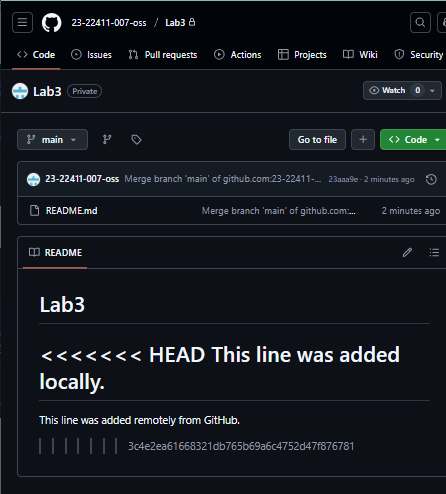 23-22411-007-oss / Lab3
Code Issues Pull requests Actions Projects Wiki Security
Lab3 Private Watch 0
main Go to file Code
23-22411-007-oss Merge branch 'main' of github.com:23-22411-... 23aaa9e · 2 minutes ago
README.md Merge branch 'main' of github.com:... 2 minutes ago
README
Lab3
<<<<<<< HEAD This line was added
locally.
This line was added remotely from GitHub.
3c4e2ea61668321db765b69a6c4752d47f876781